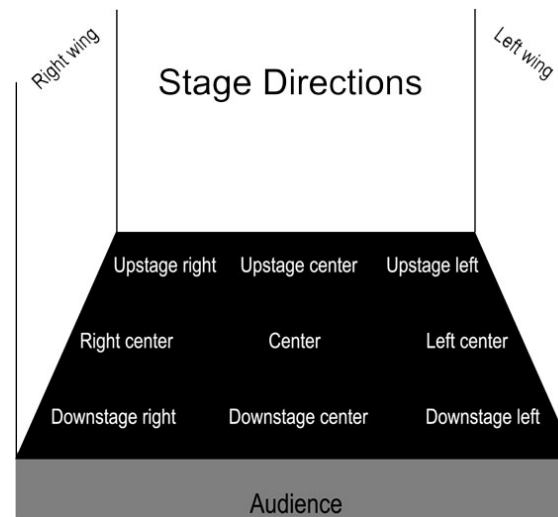 Right wing
Left wing
Stage Directions
Upstage right Upstage center Upstage left
Right center Center Left center
Downstage right Downstage center Downstage left
Audience